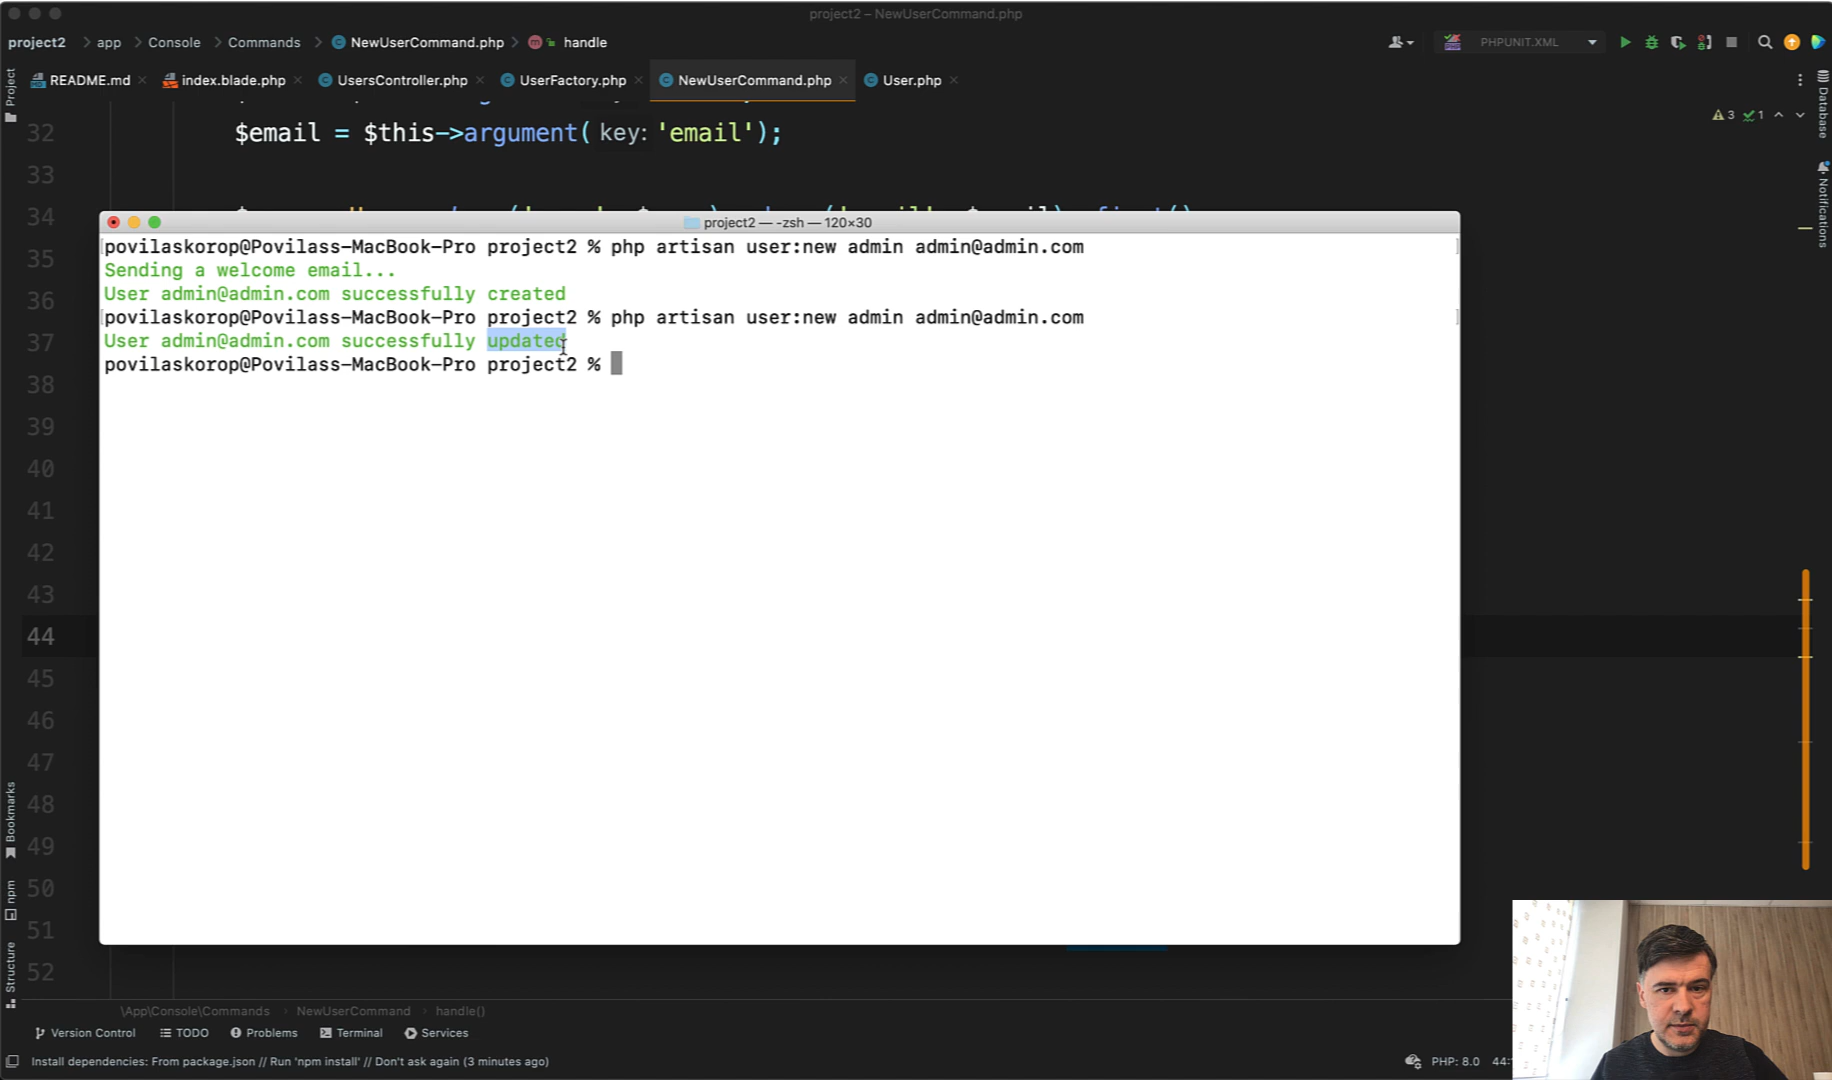 project2 – NewUserCommand.php
project2 app Console Commands NewUserCommand.php handle
PHPUNIT.XML
README.md index.blade.php UsersController.php UserFactory.php NewUserCommand.php User.php
Project
Database
Notifications
3 1
32 $email = $this->argument( key: 'email');
33
34
project2 — -zsh — 120×30
povilaskorop@Povilass-MacBook-Pro project2 % php artisan user:new admin admin@admin.com
Sending a welcome email...
User admin@admin.com successfully created
povilaskorop@Povilass-MacBook-Pro project2 % php artisan user:new admin admin@admin.com
User admin@admin.com successfully updated
povilaskorop@Povilass-MacBook-Pro project2 %
35
36
37
38
39
40
41
42
43
44
45
46
47
48
49
50
51
52
Bookmarks
npm
Structure
\App\Console\Commands NewUserCommand handle()
Version Control TODO Problems Terminal Services
Install dependencies: From package.json // Run 'npm install' // Don't ask again (3 minutes ago)
PHP: 8.0 44: